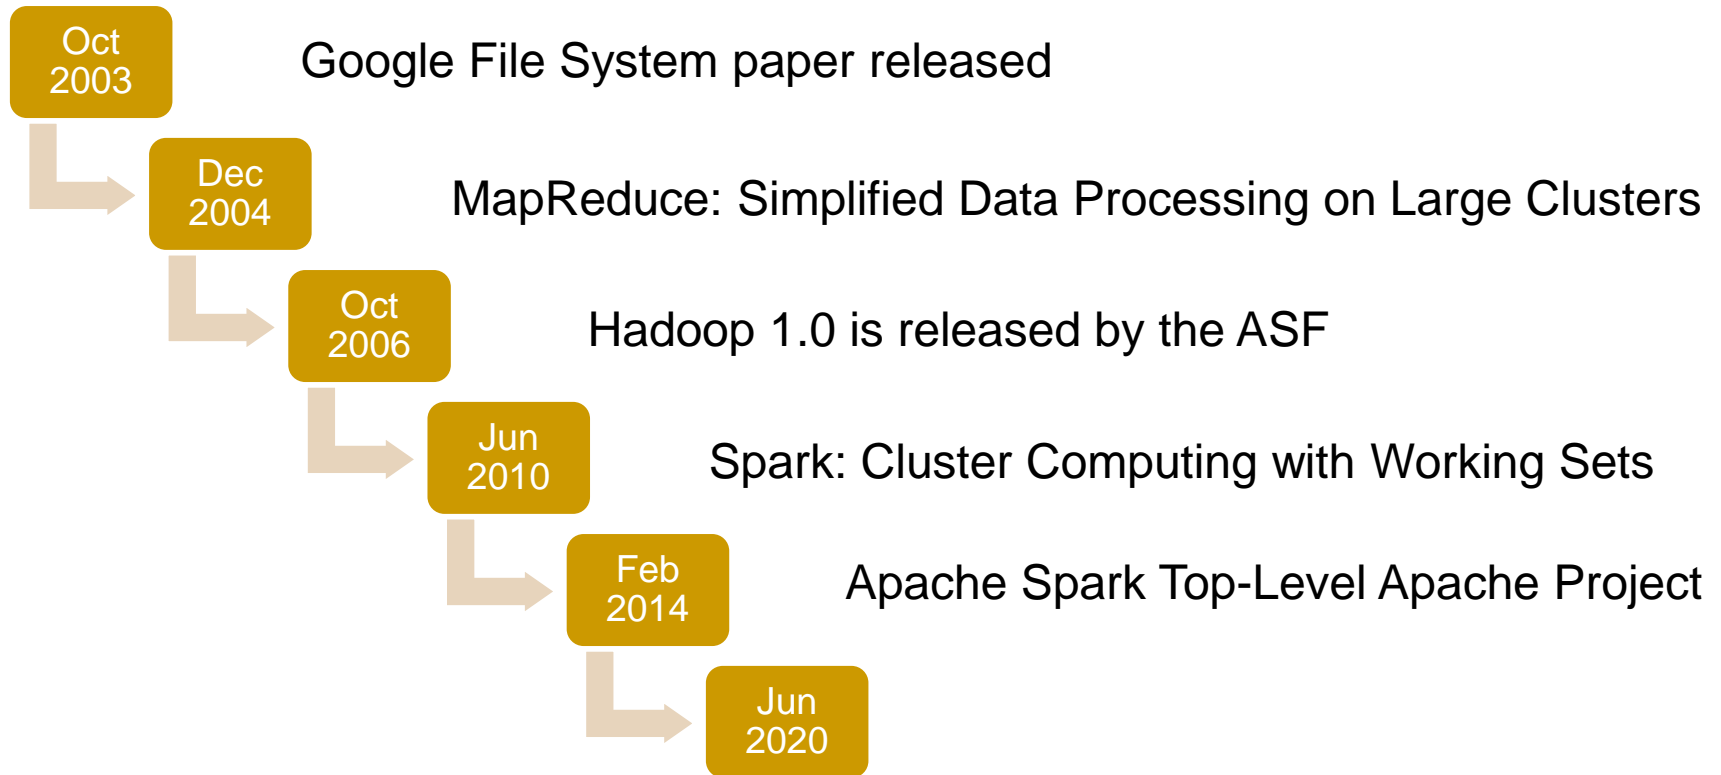 Oct
2003
Google File System paper released
Dec
2004
MapReduce: Simplified Data Processing on Large Clusters
Oct
2006
Hadoop 1.0 is released by the ASF
Jun
2010
Spark: Cluster Computing with Working Sets
Feb
2014
Apache Spark Top-Level Apache Project
Jun
2020